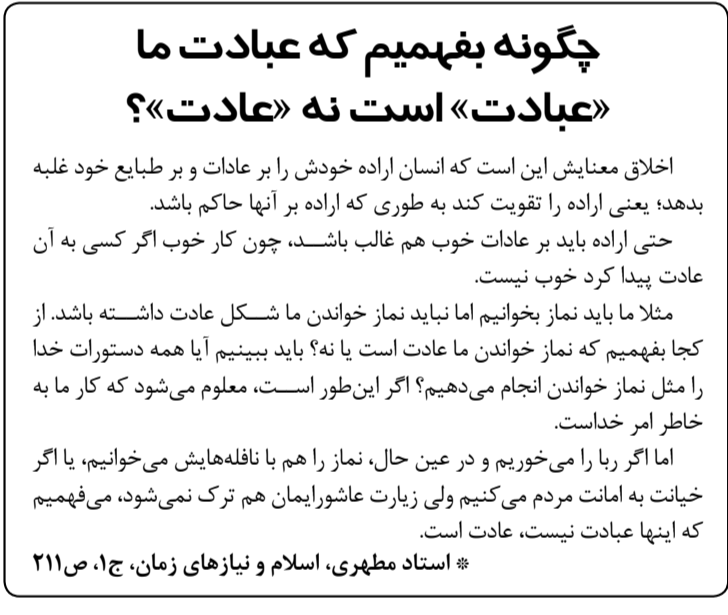 چگونه بفهمیم که عبادت ما
«عبادت» است نه «عادت»؟
اخلاق معنایش این است که انسان اراده خودش را بر عادات و بر طبایع خود غلبه
بدهد؛ یعنی اراده را تقویت کند به طوری که اراده بر آنها حاکم باشد.
حتی اراده باید بر عادات خوب هم غالب باشد، چون کار خوب اگر کسی به آن
عادت پیدا کرد خوب نیست.
مثلا ما باید نماز بخوانیم اما نباید نماز خواندن ما شکل عادت داشته باشد. از
کجا بفهمیم که نماز خواندن ما عادت است یا نه؟ باید ببینیم آیا همه دستورات خدا
را مثل نماز خواندن انجام می‌دهیم؟ اگر این‌طور است، معلوم می‌شود که کار ما به
خاطر امر خداست.
اما اگر ربا را می‌خوریم و در عین حال، نماز را هم با نافله‌هایش می‌خوانیم، یا اگر
خیانت به امانت مردم می‌کنیم ولی زیارت عاشورایمان هم ترک نمی‌شود، می‌فهمیم
که اینها عبادت نیست، عادت است.
* استاد مطهری، اسلام و نیازهای زمان، ج۱، ص۲۱۱